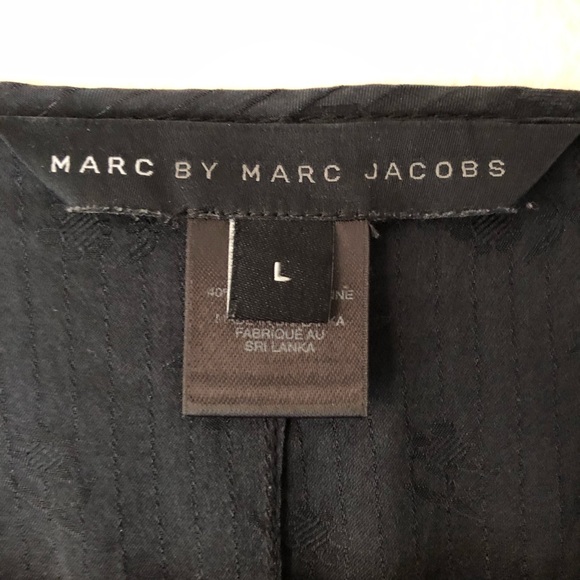 MARC BY MARC JACOBS
L
FABRIQUE AU
SRI LANKA